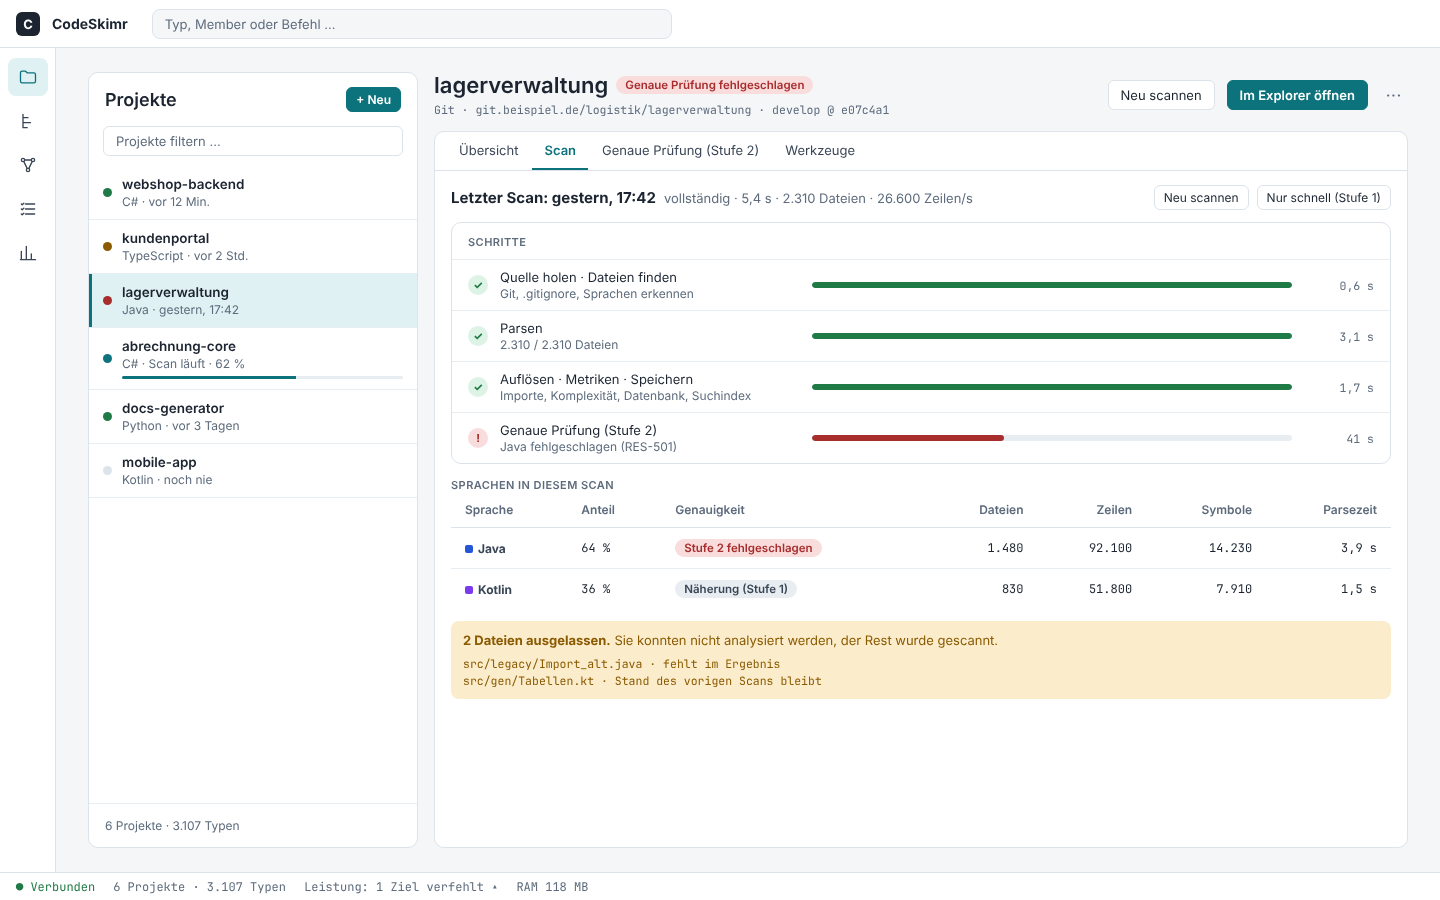 C CodeSkimr
Typ, Member oder Befehl ...
Projekte
+ Neu
Projekte filtern ...
webshop-backend
C# · vor 12 Min.
kundenportal
TypeScript · vor 2 Std.
lagerverwaltung
Java · gestern, 17:42
abrechnung-core
C# · Scan läuft · 62 %
docs-generator
Python · vor 3 Tagen
mobile-app
Kotlin · noch nie
6 Projekte · 3.107 Typen
lagerverwaltung Genaue Prüfung fehlgeschlagen
Git · git.beispiel.de/logistik/lagerverwaltung · develop @ e07c4a1
Neu scannen Im Explorer öffnen ...
Übersicht Scan Genaue Prüfung (Stufe 2) Werkzeuge
Letzter Scan: gestern, 17:42 vollständig · 5,4 s · 2.310 Dateien · 26.600 Zeilen/s
Neu scannen Nur schnell (Stufe 1)
SCHRITTE
Quelle holen · Dateien finden
Git, .gitignore, Sprachen erkennen
0,6 s
Parsen
2.310 / 2.310 Dateien
3,1 s
Auflösen · Metriken · Speichern
Importe, Komplexität, Datenbank, Suchindex
1,7 s
! Genaue Prüfung (Stufe 2)
Java fehlgeschlagen (RES-501)
41 s
SPRACHEN IN DIESEM SCAN
Sprache Anteil Genauigkeit Dateien Zeilen Symbole Parsezeit
Java 64 % Stufe 2 fehlgeschlagen 1.480 92.100 14.230 3,9 s
Kotlin 36 % Näherung (Stufe 1) 830 51.800 7.910 1,5 s
2 Dateien ausgelassen. Sie konnten nicht analysiert werden, der Rest wurde gescannt.
src/legacy/Import_alt.java · fehlt im Ergebnis
src/gen/Tabellen.kt · Stand des vorigen Scans bleibt
Verbunden 6 Projekte · 3.107 Typen Leistung: 1 Ziel verfehlt ▴ RAM 118 MB